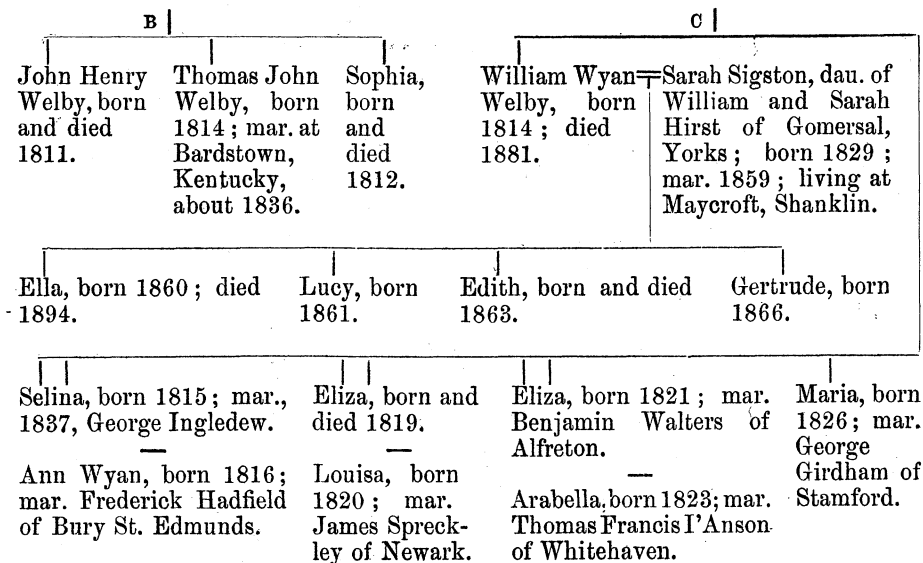 B
C
John Henry
Welby, born
and died
1811.
Thomas John
Welby, born
1814 ; mar. at
Bardstown,
Kentucky,
about 1836.
Sophia,
born
and
died
1812.
William Wyan
Welby, born
1814 ; died
1881.
Sarah Sigston, dau. of
William and Sarah
Hirst of Gomersal,
Yorks ; born 1829 ;
mar. 1859 ; living at
Maycroft, Shanklin.
Ella, born 1860 ; died
1894.
Lucy, born
1861.
Edith, born and died
1863.
Gertrude, born
1866.
Selina, born 1815 ; mar.,
1837, George Ingledew.
Ann Wyan, born 1816 ;
mar. Frederick Hadfield
of Bury St. Edmunds.
Eliza, born and
died 1819.
Louisa, born
1820 ; mar.
James Spreck-
ley of Newark.
Eliza, born 1821 ; mar.
Benjamin Walters of
Alfreton.
Arabella, born 1823; mar.
Thomas Francis I'Anson
of Whitehaven.
Maria, born
1826; mar.
George
Girdham of
Stamford.